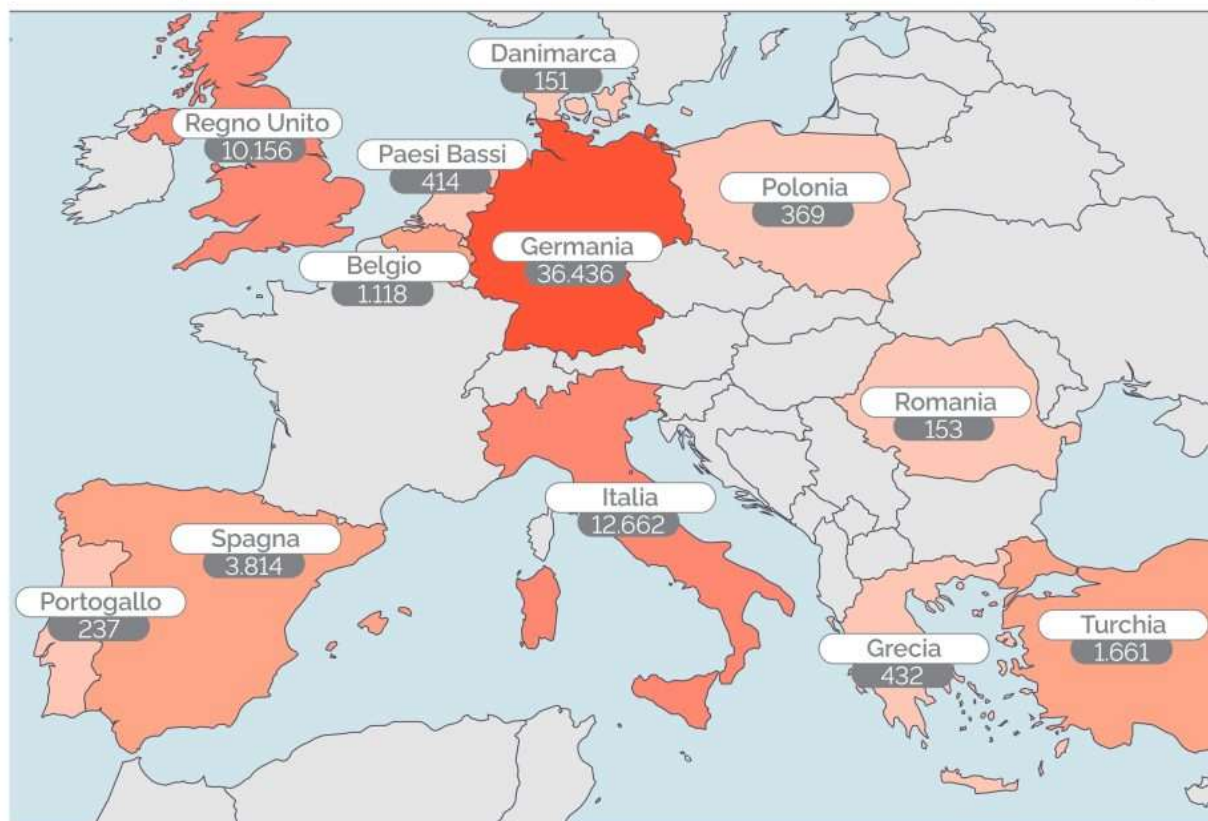 Danimarca
151
Regno Unito
10.156
Paesi Bassi
414
Polonia
369
Germania
36.436
Belgio
1.118
Romania
153
Italia
12.662
Spagna
3.814
Portogallo
237
Grecia
432
Turchia
1.661